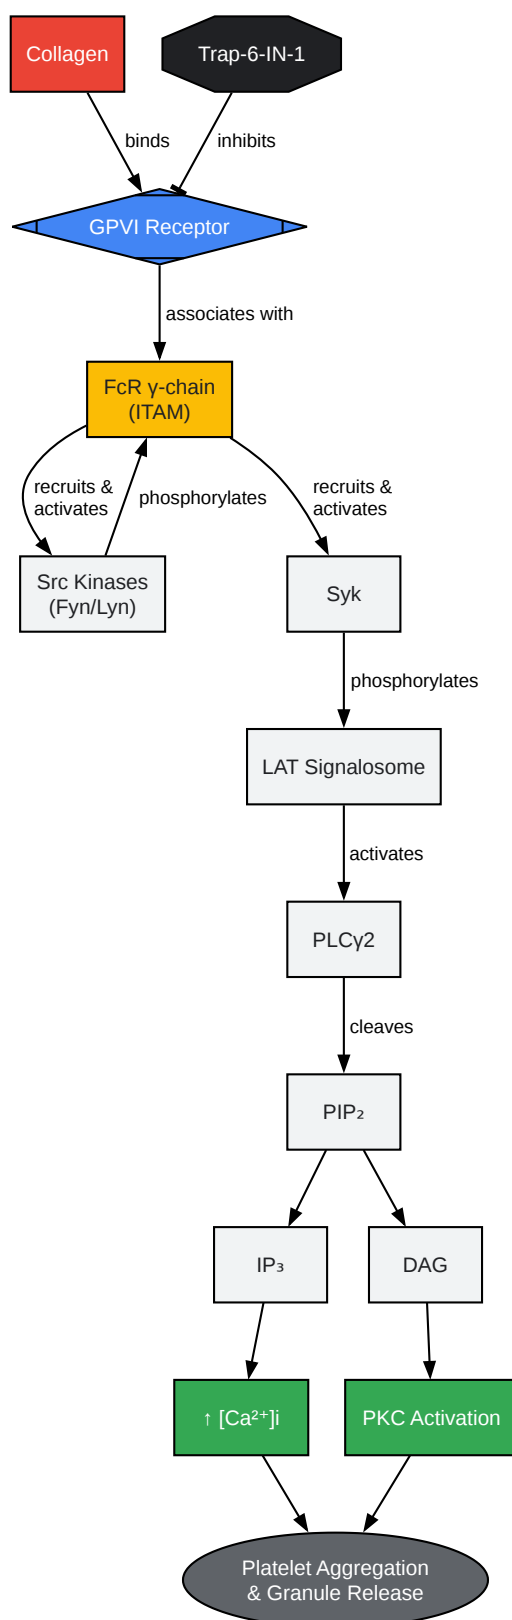 Collagen
Trap-6-IN-1
binds
inhibits
GPVI Receptor
associates with
FcR γ-chain
(ITAM)
recruits &
activates
phosphorylates
recruits &
activates
Src Kinases
(Fyn/Lyn)
Syk
phosphorylates
LAT Signalosome
activates
PLCγ2
cleaves
PIP₂
IP₃
DAG
↑ [Ca²⁺]i
PKC Activation
Platelet Aggregation
& Granule Release